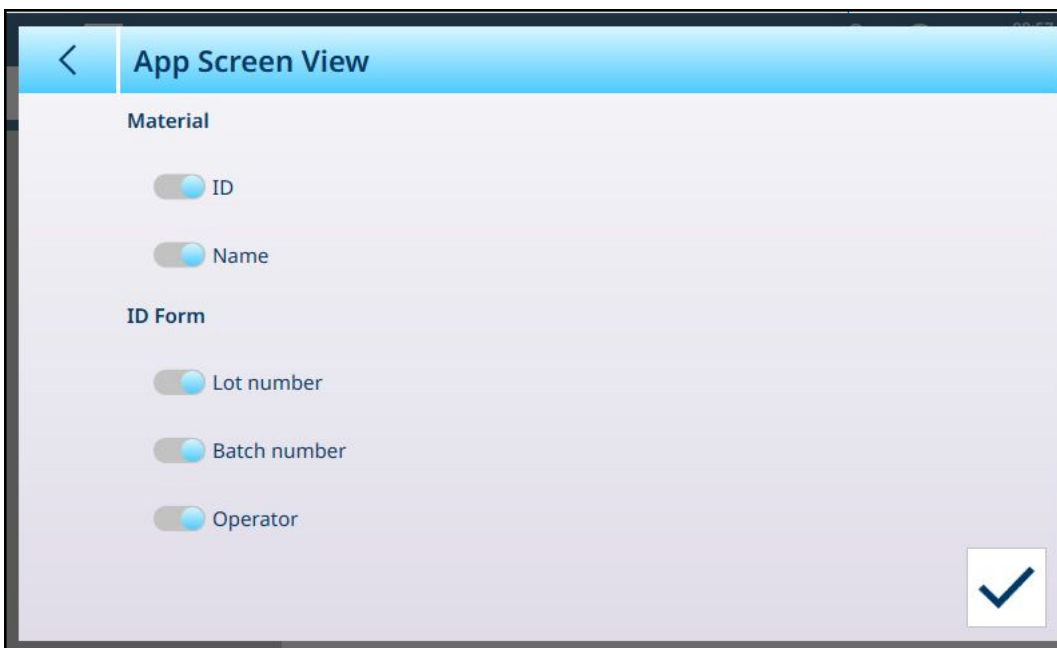 App Screen View
Material
ID
Name
ID Form
Lot number
Batch number
Operator